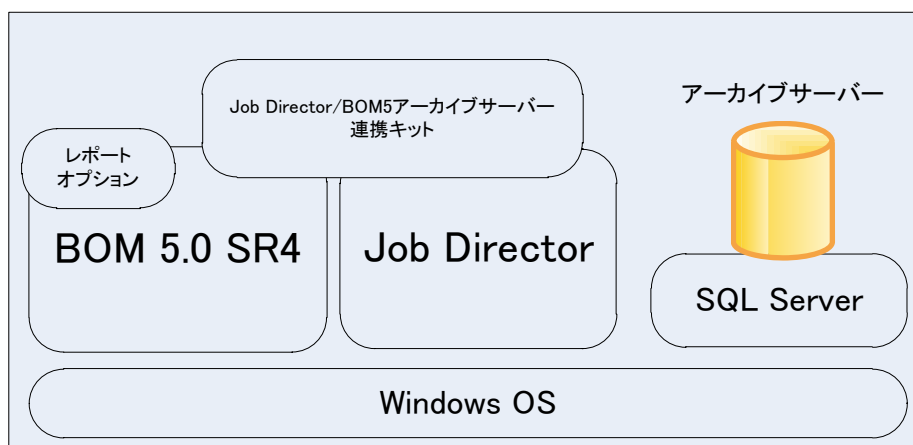 Job Director/BOM5アーカイブサーバー
連携キット
アーカイブサーバー
レポート
オプション
BOM 5.0 SR4
Job Director
SQL Server
Windows OS